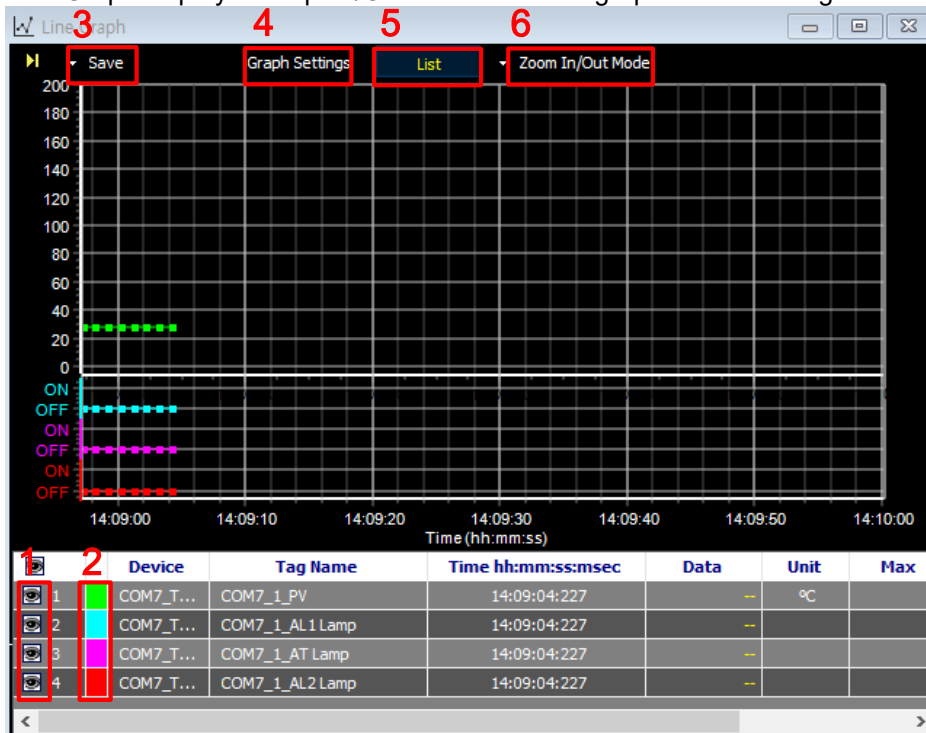 Line Graph
3 4 5 6
Save Graph Settings List Zoom In/Out Mode
200
180
160
140
120
100
80
60
40
20
0
ON
OFF
ON
OFF
ON
OFF
14:09:00 14:09:10 14:09:20 14:09:30 14:09:40 14:09:50 14:10:00
Time (hh:mm:ss)
1 2
Device Tag Name Time hh:mm:ss:msec Data Unit Max
1 COM7_T... COM7_1_PV 14:09:04:227 -- ºC
2 COM7_T... COM7_1_AL1 Lamp 14:09:04:227 --
3 COM7_T... COM7_1_AT Lamp 14:09:04:227 --
4 COM7_T... COM7_1_AL2 Lamp 14:09:04:227 --